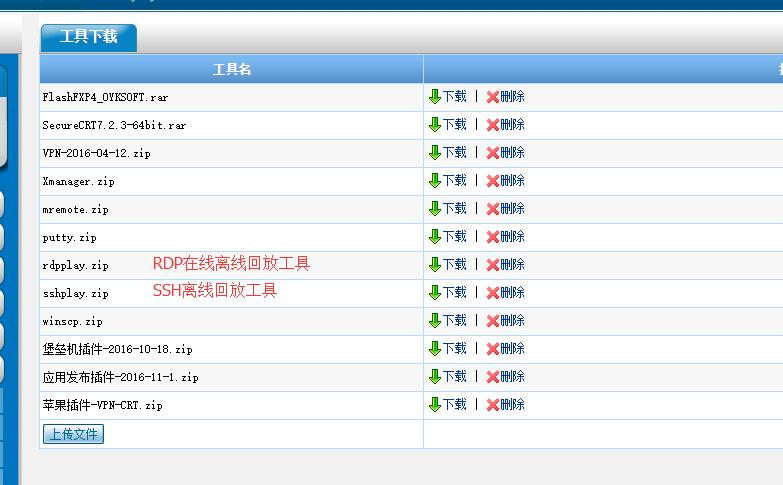 工具下载
工具名
FlashFXP4_OYKSOFT.rar 下载 | 删除
SecureCRT7.2.3-64bit.rar 下载 | 删除
VPN-2016-04-12.zip 下载 | 删除
Xmanager.zip 下载 | 删除
mremote.zip 下载 | 删除
putty.zip 下载 | 删除
rdpplay.zip RDP在线离线回放工具 下载 | 删除
sshplay.zip SSH离线回放工具 下载 | 删除
winscp.zip 下载 | 删除
堡垒机插件-2016-10-18.zip 下载 | 删除
应用发布插件-2016-11-1.zip 下载 | 删除
苹果插件-VPN-CRT.zip 下载 | 删除
上传文件